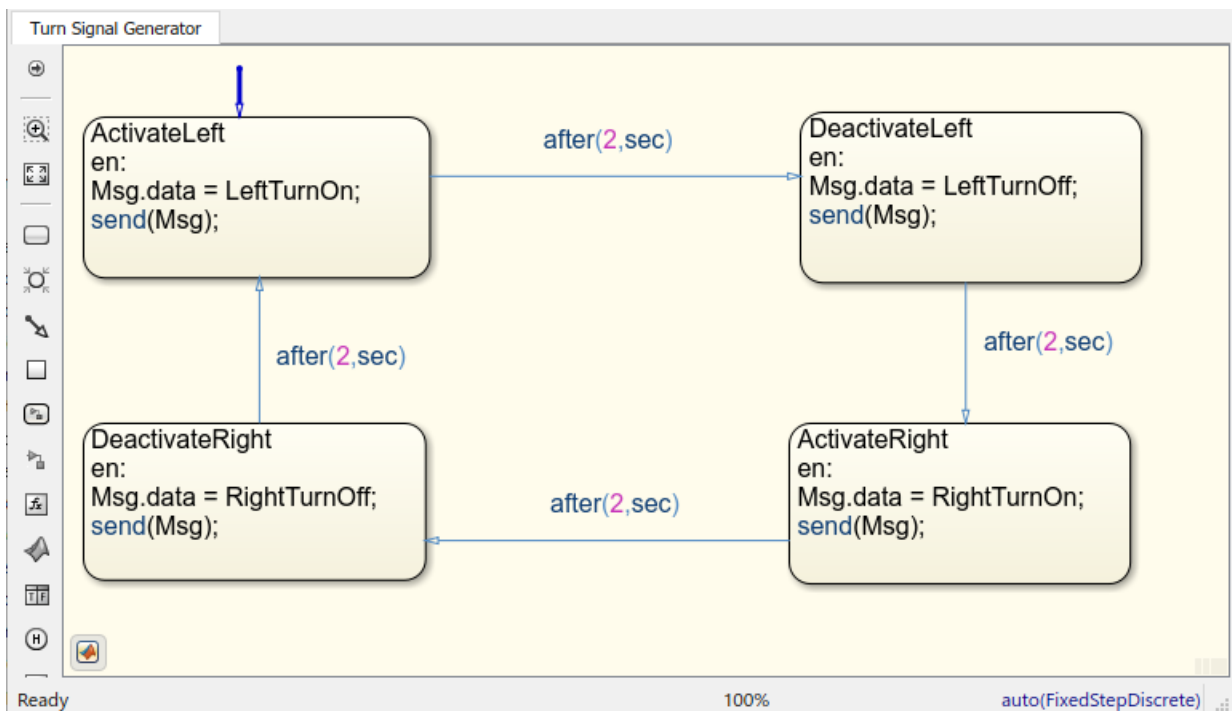 Turn Signal Generator
ActivateLeft
en:
Msg.data = LeftTurnOn;
send(Msg);
after(2,sec)
DeactivateLeft
en:
Msg.data = LeftTurnOff;
send(Msg);
after(2,sec)
after(2,sec)
DeactivateRight
en:
Msg.data = RightTurnOff;
send(Msg);
after(2,sec)
ActivateRight
en:
Msg.data = RightTurnOn;
send(Msg);
fx
T F
H
Ready
100%
auto(FixedStepDiscrete)